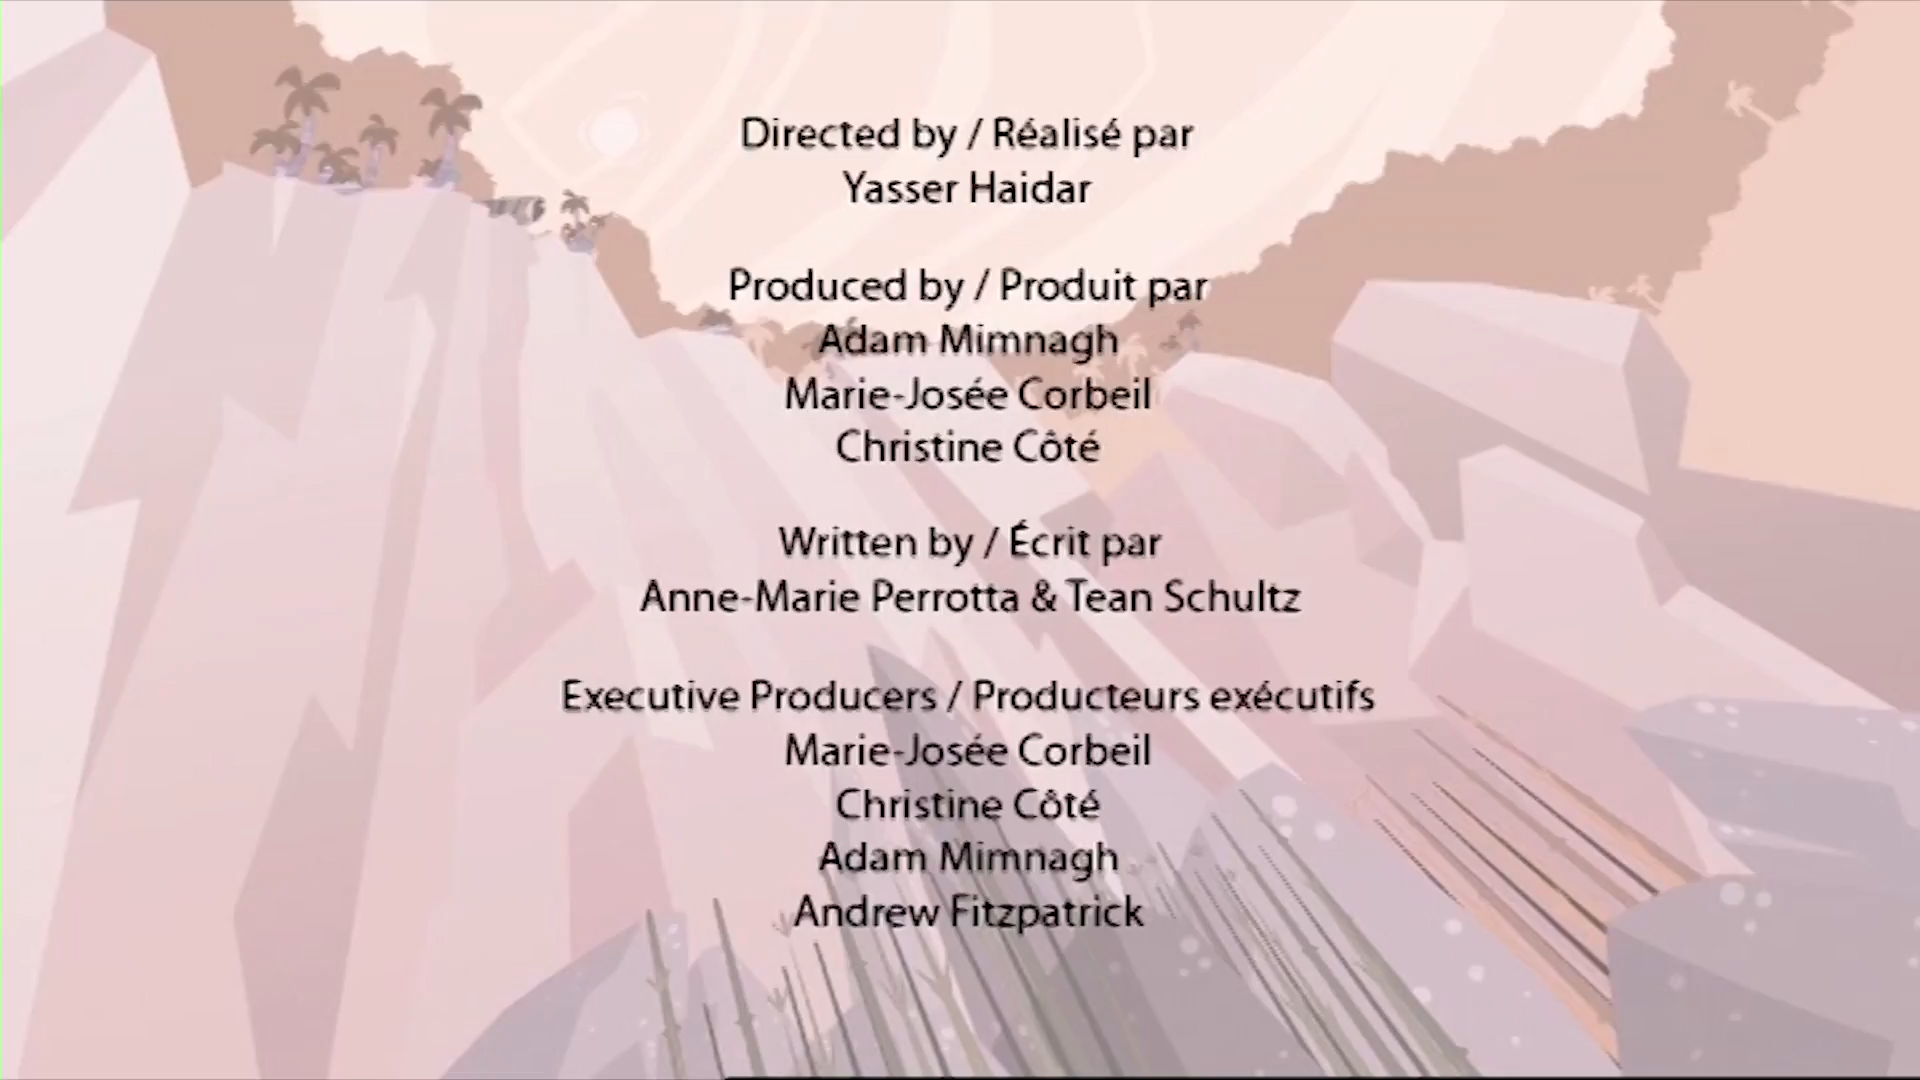 Directed by / Réalisé par
Yasser Haidar
Produced by / Produit par
Adam Mimnagh
Marie-Josée Corbeil
Christine Côté
Written by / Écrit par
Anne-Marie Perrotta & Tean Schultz
Executive Producers / Producteurs exécutifs
Marie-Josée Corbeil
Christine Côté
Adam Mimnagh
Andrew Fitzpatrick